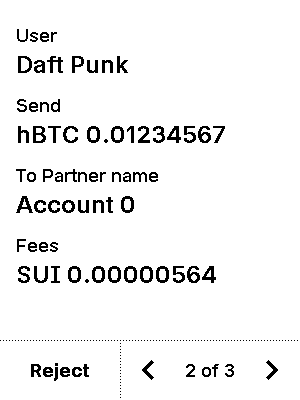 User
Daft Punk
Send
hBTC 0.01234567
To Partner name
Account 0
Fees
SUI 0.00000564
Reject
2 of 3